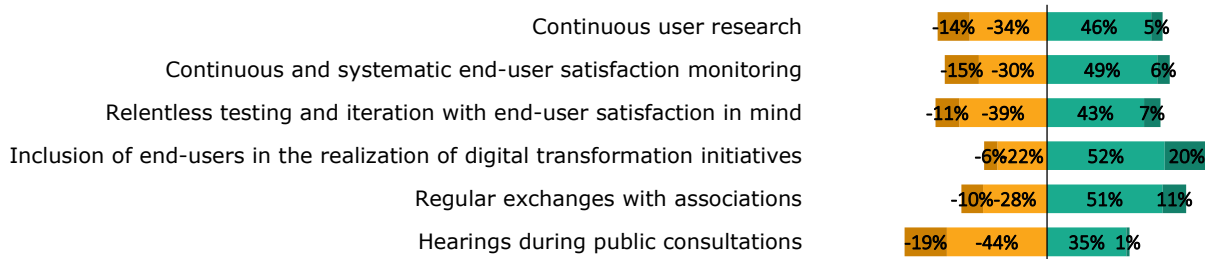 Continuous user research -14% -34% 46% 5%
Continuous and systematic end-user satisfaction monitoring -15% -30% 49% 6%
Relentless testing and iteration with end-user satisfaction in mind -11% -39% 43% 7%
Inclusion of end-users in the realization of digital transformation initiatives -6%22% 52% 20%
Regular exchanges with associations -10%-28% 51% 11%
Hearings during public consultations -19% -44% 35% 1%